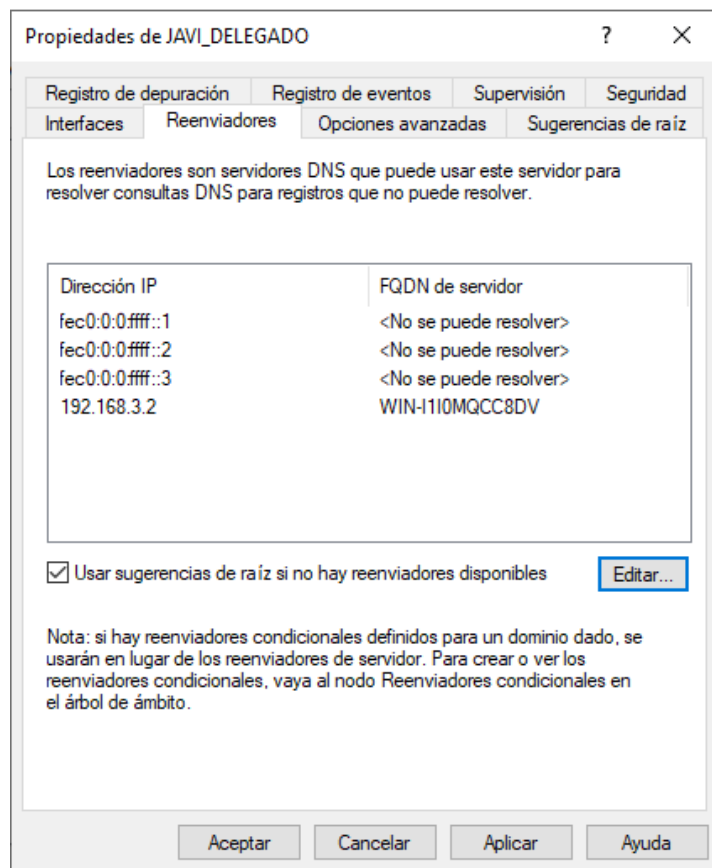 Propiedades de JAVI_DELEGADO
Registro de depuración Registro de eventos Supervisión Seguridad
Interfaces Reenviadores Opciones avanzadas Sugerencias de raíz
Los reenviadores son servidores DNS que puede usar este servidor para
resolver consultas DNS para registros que no puede resolver.
Dirección IP FQDN de servidor
fec0:0:0:ffff::1 <No se puede resolver>
fec0:0:0:ffff::2 <No se puede resolver>
fec0:0:0:ffff::3 <No se puede resolver>
192.168.3.2 WIN-I1I0MQCC8DV
Usar sugerencias de raíz si no hay reenviadores disponibles Editar...
Nota: si hay reenviadores condicionales definidos para un dominio dado, se
usarán en lugar de los reenviadores de servidor. Para crear o ver los
reenviadores condicionales, vaya al nodo Reenviadores condicionales en
el árbol de ámbito.
Aceptar Cancelar Aplicar Ayuda